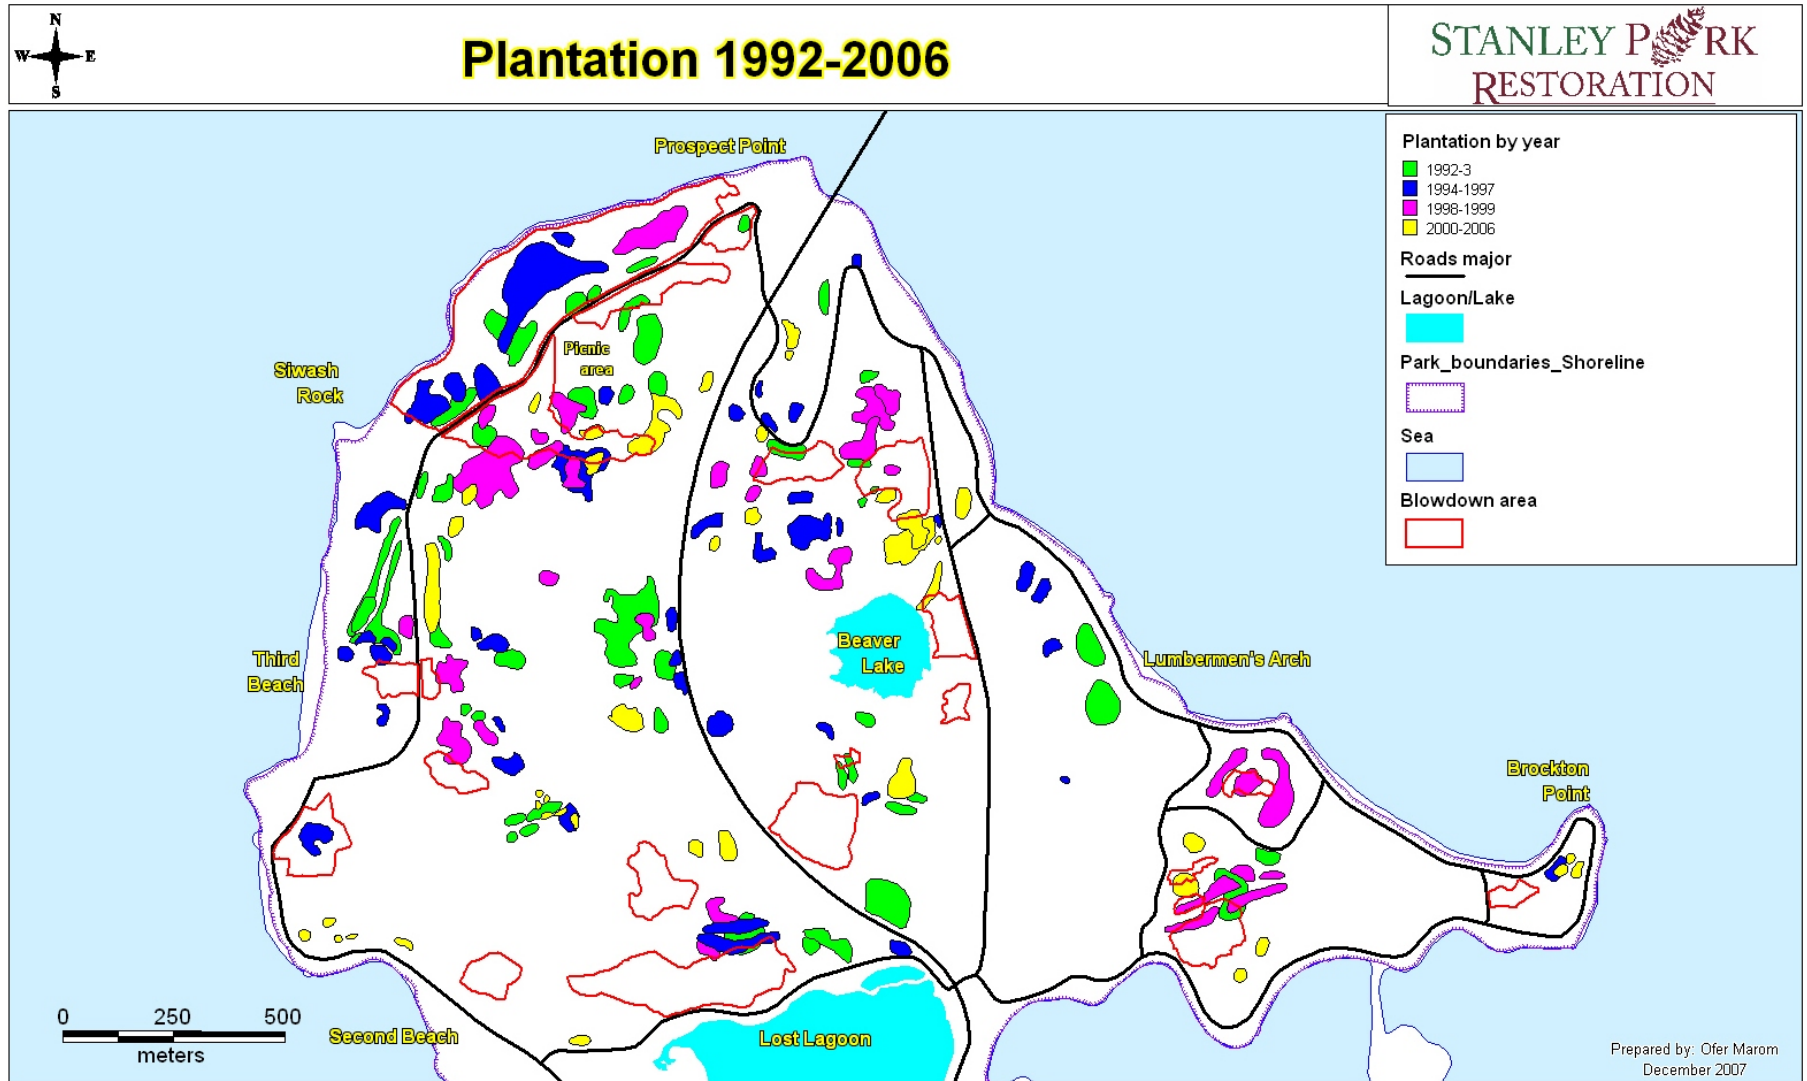 N
W E
S
Plantation 1992-2006
STANLEY PARK
RESTORATION
Plantation by year
1992-3
1994-1997
1998-1999
2000-2006
Roads major
Lagoon/Lake
Park_boundaries_Shoreline
Sea
Blowdown area
Prospect Point
Picnic
area
Siwash
Rock
Beaver
Lake
Third
Beach
Lumbermen's Arch
Brockton
Point
Second Beach
Lost Lagoon
0 250 500
meters
Prepared by: Ofer Marom
December 2007